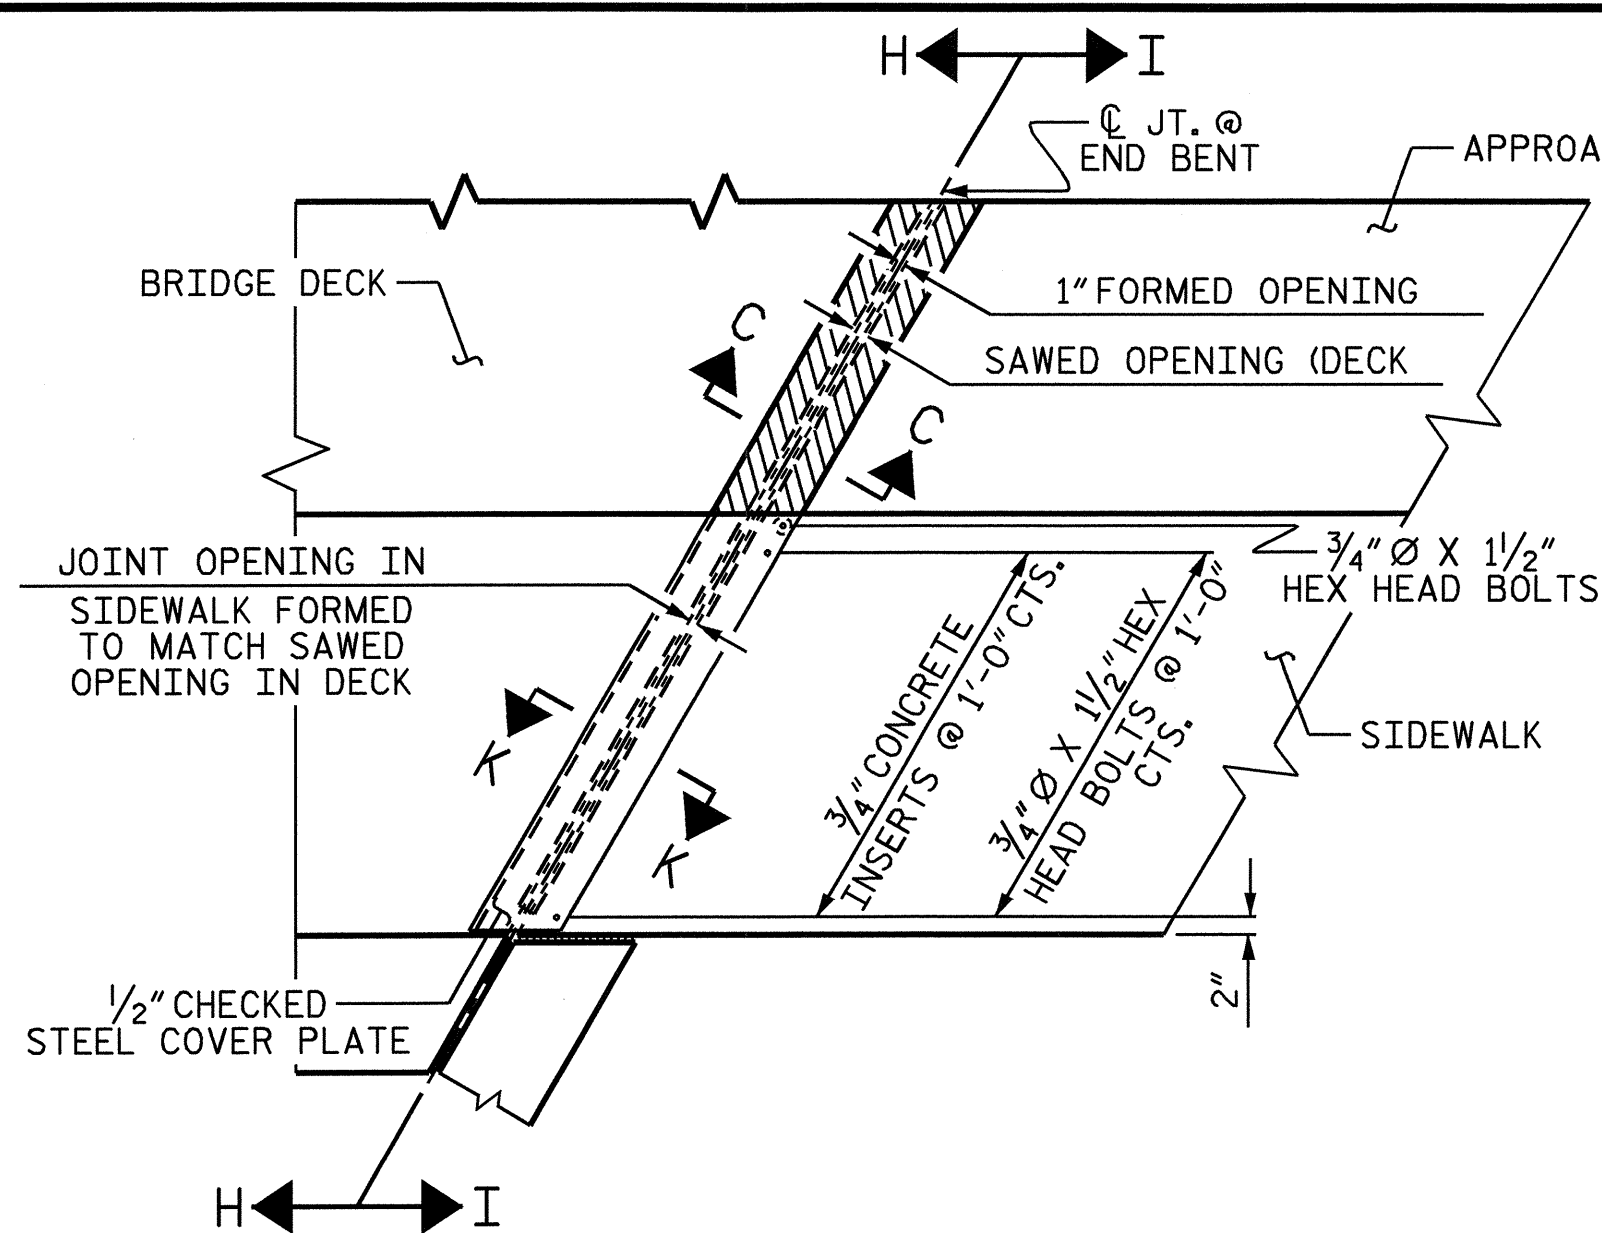 H I
℄ JT. @
END BENT
APPROA
BRIDGE DECK
1" FORMED OPENING
SAWED OPENING (DECK
C
C
JOINT OPENING IN
SIDEWALK FORMED
TO MATCH SAWED
OPENING IN DECK
3/4" Ø X 1 1/2"
HEX HEAD BOLTS
3/4" CONCRETE
INSERTS @ 1'-0" CTS.
3/4" Ø X 1 1/2" HEX
HEAD BOLTS @ 1'-0"
CTS.
SIDEWALK
K
K
2"
1/2" CHECKED
STEEL COVER PLATE
H I